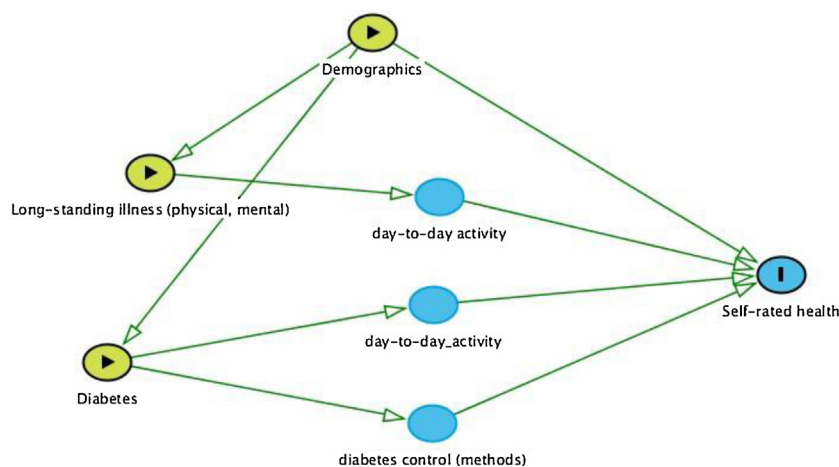 Demographics
Long-standing illness (physical, mental)
day-to-day activity
Self-rated health
day-to-day_activity
Diabetes
diabetes control (methods)